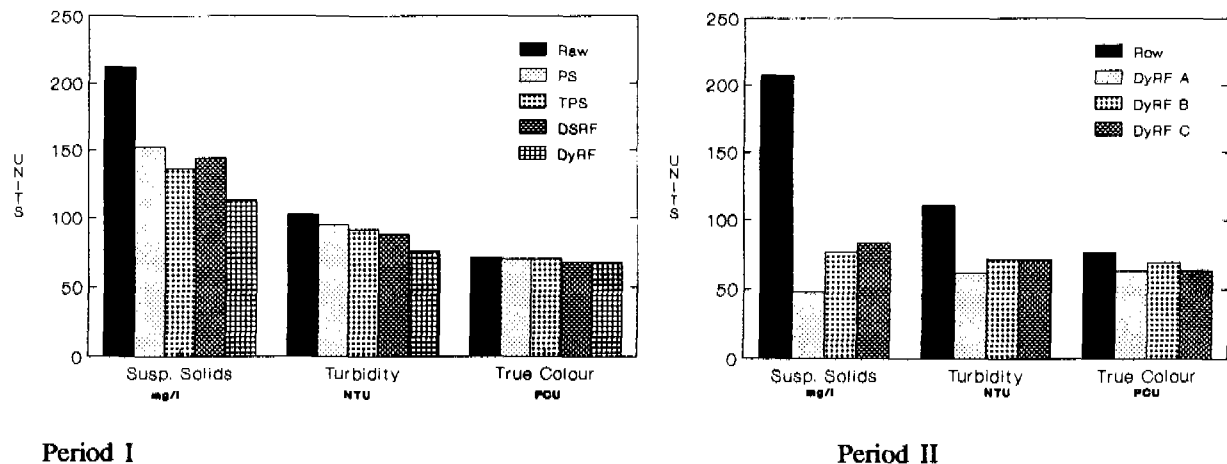 250
200
150
100
50
0
UNITS
Raw
PS
TPS
DSRF
DyRF
Susp. Solids
mg/l
Turbidity
NTU
True Colour
PCU
Period I
250
200
150
100
50
0
UNITS
Raw
DyRF A
DyRF B
DyRF C
Susp. Solids
mg/l
Turbidity
NTU
True Colour
PCU
Period II